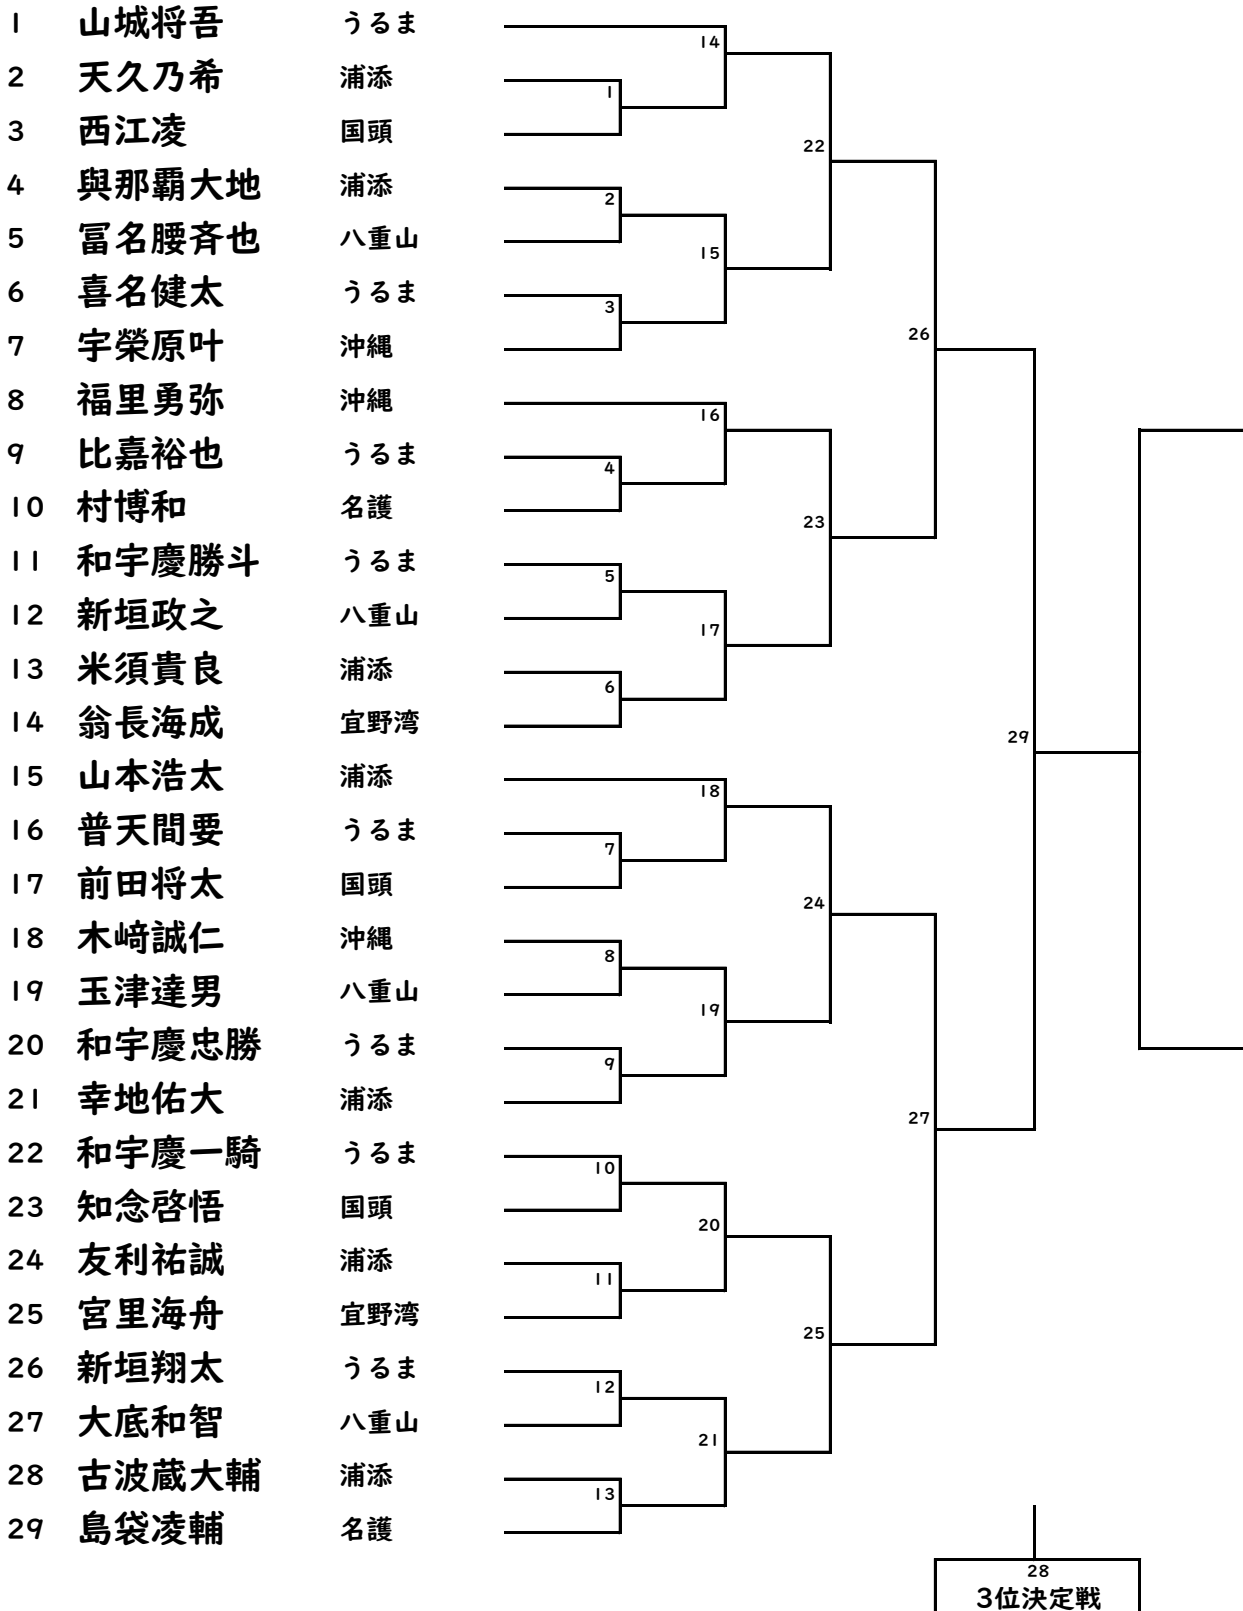 1 山城将吾 うるま
2 天久乃希 浦添
3 西江凌 国頭
4 與那覇大地 浦添
5 冨名腰斉也 八重山
6 喜名健太 うるま
7 宇榮原叶 沖縄
8 福里勇弥 沖縄
9 比嘉裕也 うるま
10 村博和 名護
11 和宇慶勝斗 うるま
12 新垣政之 八重山
13 米須貴良 浦添
14 翁長海成 宜野湾
15 山本浩太 浦添
16 普天間要 うるま
17 前田将太 国頭
18 木﨑誠仁 沖縄
19 玉津達男 八重山
20 和宇慶忠勝 うるま
21 幸地佑大 浦添
22 和宇慶一騎 うるま
23 知念啓悟 国頭
24 友利祐誠 浦添
25 宮里海舟 宜野湾
26 新垣翔太 うるま
27 大底和智 八重山
28 古波蔵大輔 浦添
29 島袋凌輔 名護
1
2
3
4
5
6
7
8
9
10
11
12
13
14
15
16
17
18
19
20
21
22
23
24
25
26
27
29
28
3位決定戦